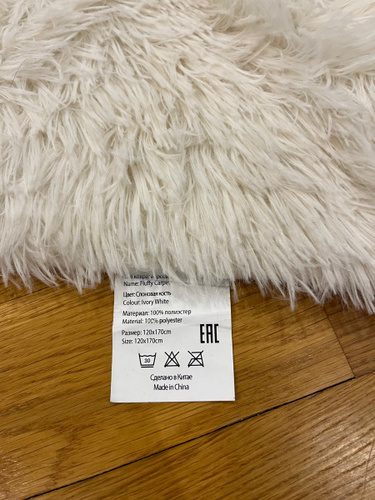 Name: Fluffy Carpet
Цвет: Слоновая кость
Colour: Ivory White
Материал: 100% полиэстер
Material: 100% polyester
Размер: 120x170cm
Size: 120x170cm
EAC
30
Сделано в Китае
Made in China